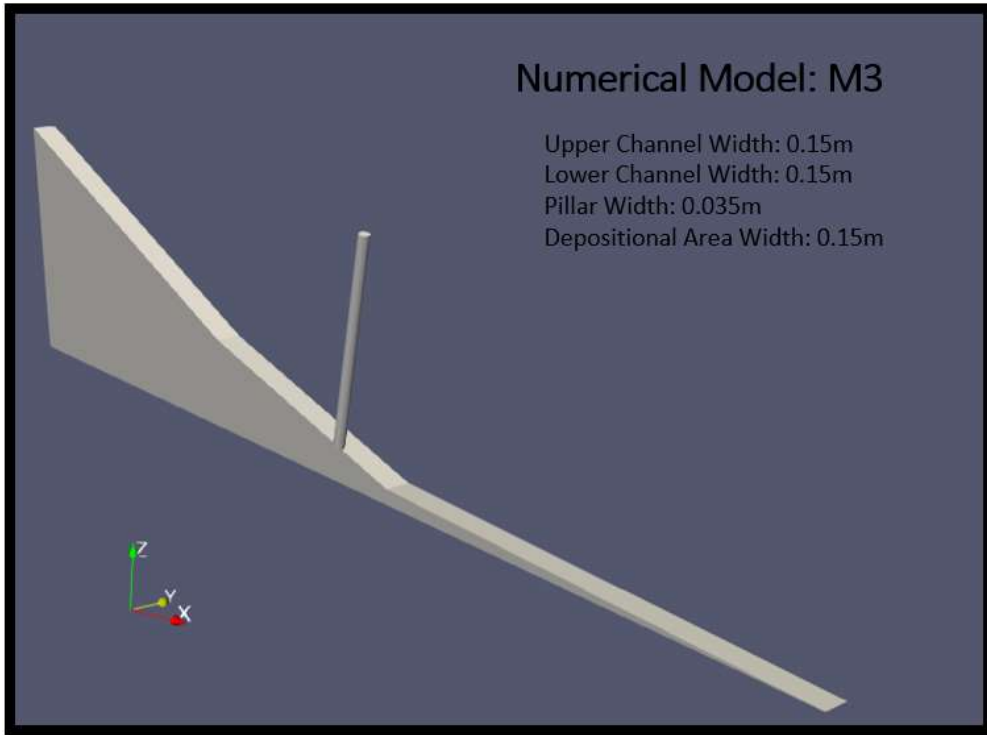 Numerical Model: M3
Upper Channel Width: 0.15m
Lower Channel Width: 0.15m
Pillar Width: 0.035m
Depositional Area Width: 0.15m
Z
Y
X